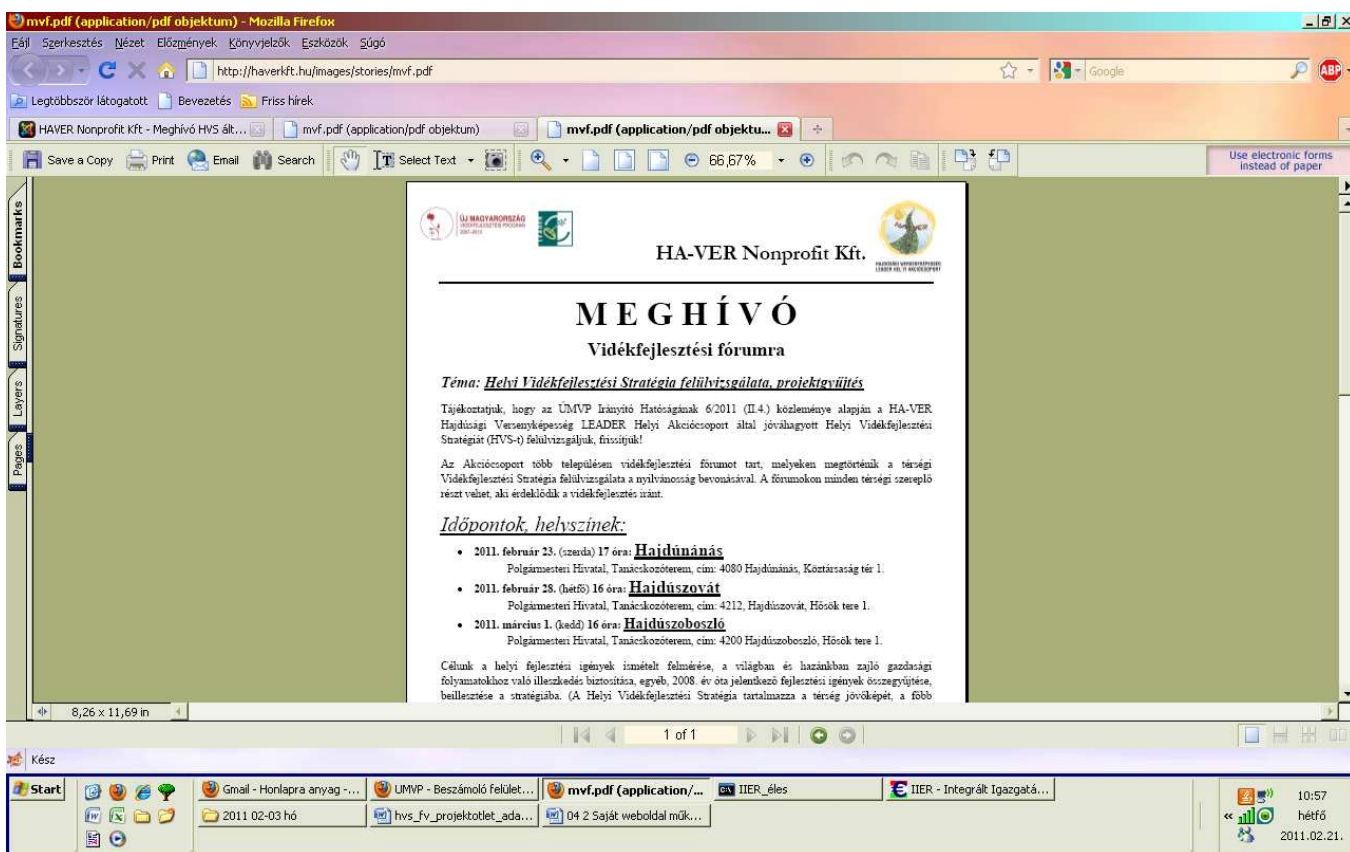 mvf.pdf (application/pdf objektum) - Mozilla Firefox
Fájl Szerkesztés Nézet Előzmények Könyvjelzők Eszközök Súgó
http://haverkft.hu/images/stories/mvf.pdf
Google
ABP
Legtöbbször látogatott Bevezetés Friss hírek
HAVER Nonprofit Kft - Meghívó HVS ált... mvf.pdf (application/pdf objektum) mvf.pdf (application/pdf objektu...
Save a Copy Print Email Search Select Text 66,67% Use electronic forms
instead of paper
Bookmarks
Signatures
Layers
Pages
ÚJ MAGYARORSZÁG
VIDÉKFEJLESZTÉSI PROGRAM
2007-2013
HA-VER Nonprofit Kft.
HAJDÚSÁGI VERSENYKÉPESSÉG
LEADER HELYI AKCIÓCSOPORT
MEGHÍVÓ
Vidékfejlesztési fórumra
Téma: Helyi Vidékfejlesztési Stratégia felülvizsgálata, projektgyűjtés
Tájékoztatjuk, hogy az ÚMVP Irányító Hatóságának 6/2011 (II.4.) közleménye alapján a HA-VER
Hajdúsági Versenyképesség LEADER Helyi Akciócsoport által jóváhagyott Helyi Vidékfejlesztési
Stratégiát (HVS-t) felülvizsgáljuk, frissítjük!
Az Akciócsoport több településen vidékfejlesztési fórumot tart, melyeken megtörténik a térségi
Vidékfejlesztési Stratégia felülvizsgálata a nyilvánosság bevonásával. A fórumokon minden térségi szereplő
részt vehet, aki érdeklődik a vidékfejlesztés iránt.
Időpontok, helyszínek:
• 2011. február 23. (szerda) 17 óra: Hajdúnánás
Polgármesteri Hivatal, Tanácskozóterem, cím: 4080 Hajdúnánás, Köztársaság tér 1.
• 2011. február 28. (hétfő) 16 óra: Hajdúszovát
Polgármesteri Hivatal, Tanácskozóterem, cím: 4212, Hajdúszovát, Hősök tere 1.
• 2011. március 1. (kedd) 16 óra: Hajdúszoboszló
Polgármesteri Hivatal, Tanácskozóterem, cím: 4200 Hajdúszoboszló, Hősök tere 1.
Célunk a helyi fejlesztési igények ismételt felmérése, a világban és hazánkban zajló gazdasági
folyamatokhoz való illeszkedés biztosítása, egyéb, 2008. év óta jelentkező fejlesztési igények összegyűjtése,
beillesztése a stratégiába. (A Helyi Vidékfejlesztési Stratégia tartalmazza a térség jövőképét, a főbb
8,26 x 11,69 in
1 of 1
Kész
Start Gmail - Honlapra anyag -... UMVP - Beszámoló felület... mvf.pdf (application/... IIER_éles IIER - Integrált Igazgatá...
2011 02-03 hó hvs_fv_projektotlet_ada... 04 2 Saját weboldal műk...
10:57
hétfő
2011.02.21.